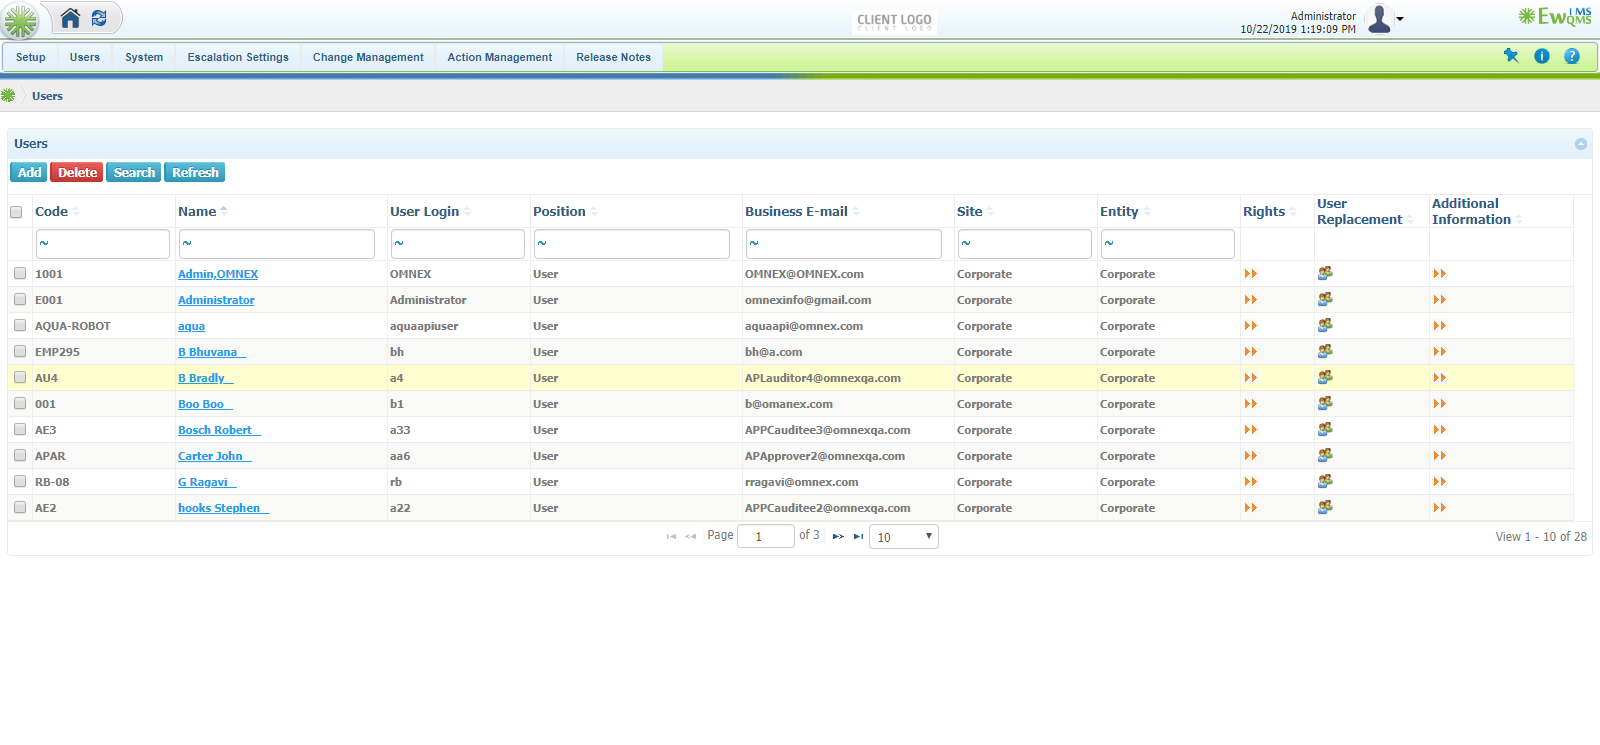 CLIENT LOGO
CLIENT LOGO
Administrator
10/22/2019 1:19:09 PM
EwIMS
QMS
Setup Users System Escalation Settings Change Management Action Management Release Notes
Users
Users
Add Delete Search Refresh
Code Name User Login Position Business E-mail Site Entity Rights User Replacement Additional Information
~ ~ ~ ~ ~ ~ ~
1001 Admin,OMNEX OMNEX User OMNEX@OMNEX.com Corporate Corporate
E001 Administrator Administrator User omnexinfo@gmail.com Corporate Corporate
AQUA-ROBOT aqua aquaapiuser User aquaapi@omnex.com Corporate Corporate
EMP295 B Bhuvana bh User bh@a.com Corporate Corporate
AU4 B Bradly a4 User APLauditor4@omnexqa.com Corporate Corporate
001 Boo Boo b1 User b@omanex.com Corporate Corporate
AE3 Bosch Robert a33 User APPCauditee3@omnexqa.com Corporate Corporate
APAR Carter John aa6 User APApprover2@omnexqa.com Corporate Corporate
RB-08 G Ragavi rb User rragavi@omnex.com Corporate Corporate
AE2 hooks Stephen a22 User APPCauditee2@omnexqa.com Corporate Corporate
Page 1 of 3 10 View 1 - 10 of 28